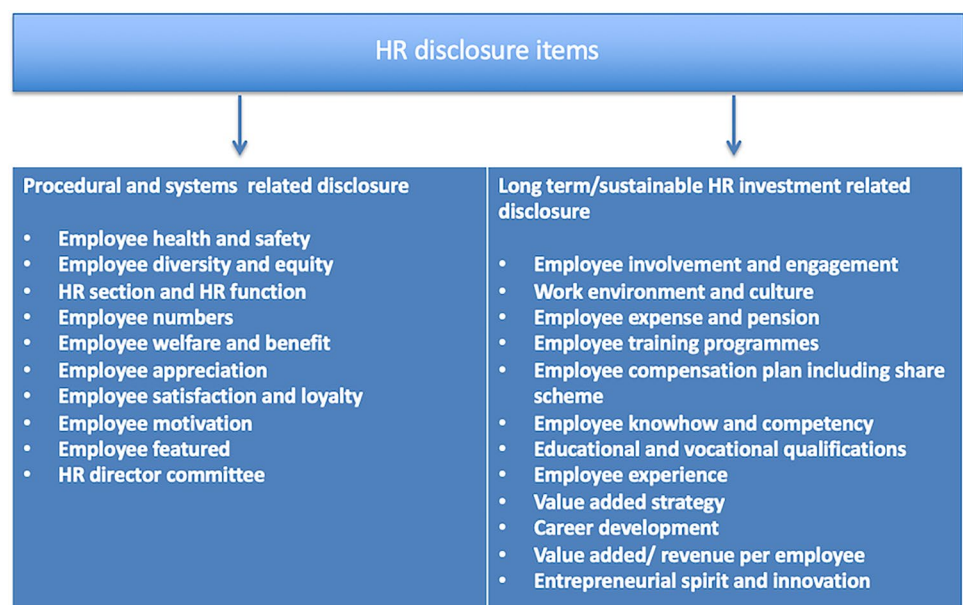 HR disclosure items
Procedural and systems related disclosure
• Employee health and safety
• Employee diversity and equity
• HR section and HR function
• Employee numbers
• Employee welfare and benefit
• Employee appreciation
• Employee satisfaction and loyalty
• Employee motivation
• Employee featured
• HR director committee
Long term/sustainable HR investment related
disclosure
• Employee involvement and engagement
• Work environment and culture
• Employee expense and pension
• Employee training programmes
• Employee compensation plan including share
scheme
• Employee knowhow and competency
• Educational and vocational qualifications
• Employee experience
• Value added strategy
• Career development
• Value added/ revenue per employee
• Entrepreneurial spirit and innovation